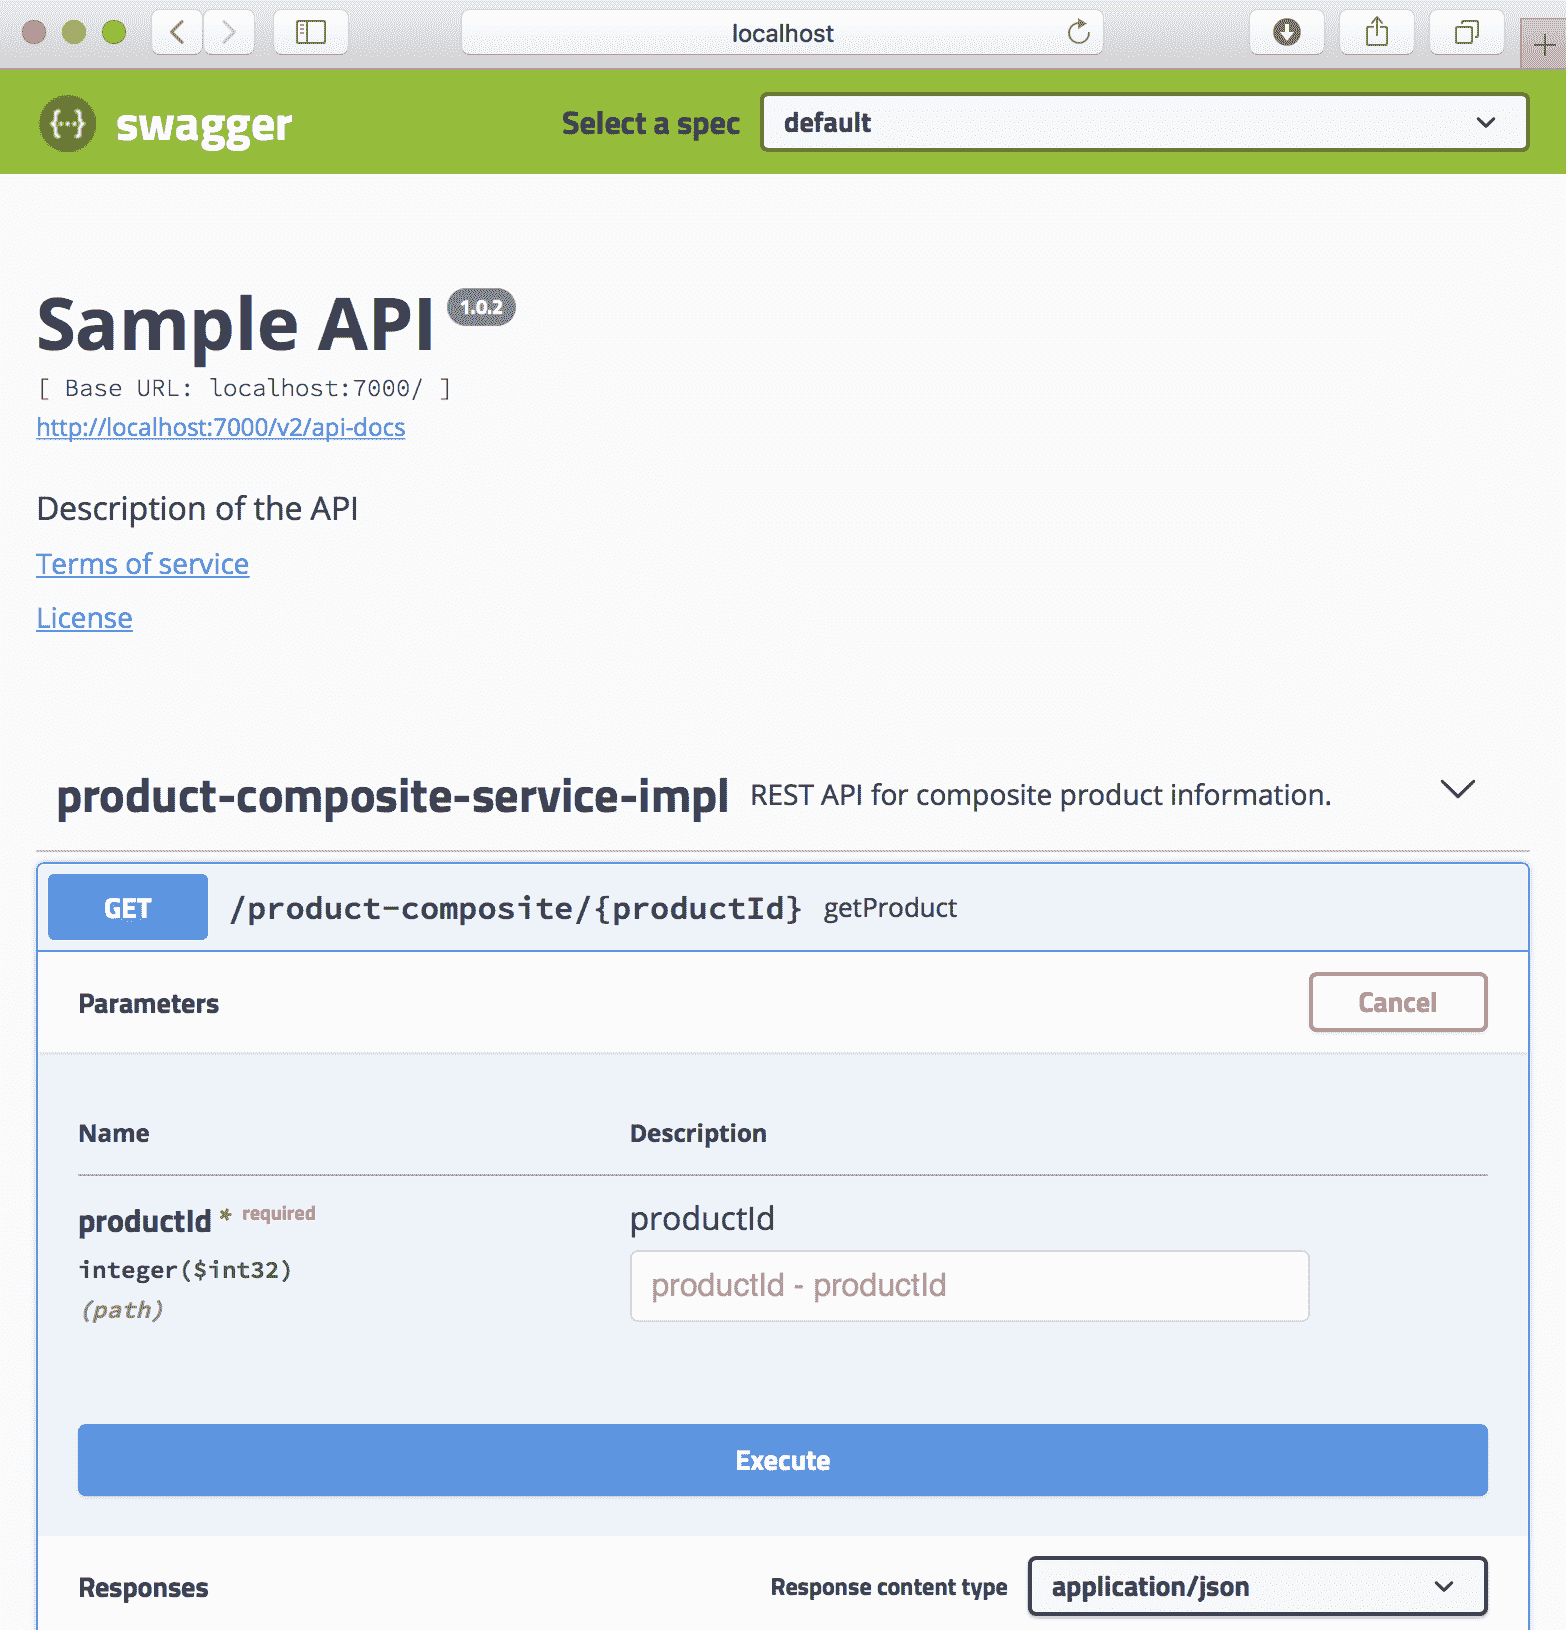 localhost
swagger
Select a spec
default
Sample API 1.0.2
[ Base URL: localhost:7000/ ]
http://localhost:7000/v2/api-docs
Description of the API
Terms of service
License
product-composite-service-impl REST API for composite product information.
GET /product-composite/{productId} getProduct
Parameters
Cancel
Name Description
productId * required productId
integer($int32)
productId - productId
(path)
Execute
Responses
Response content type
application/json